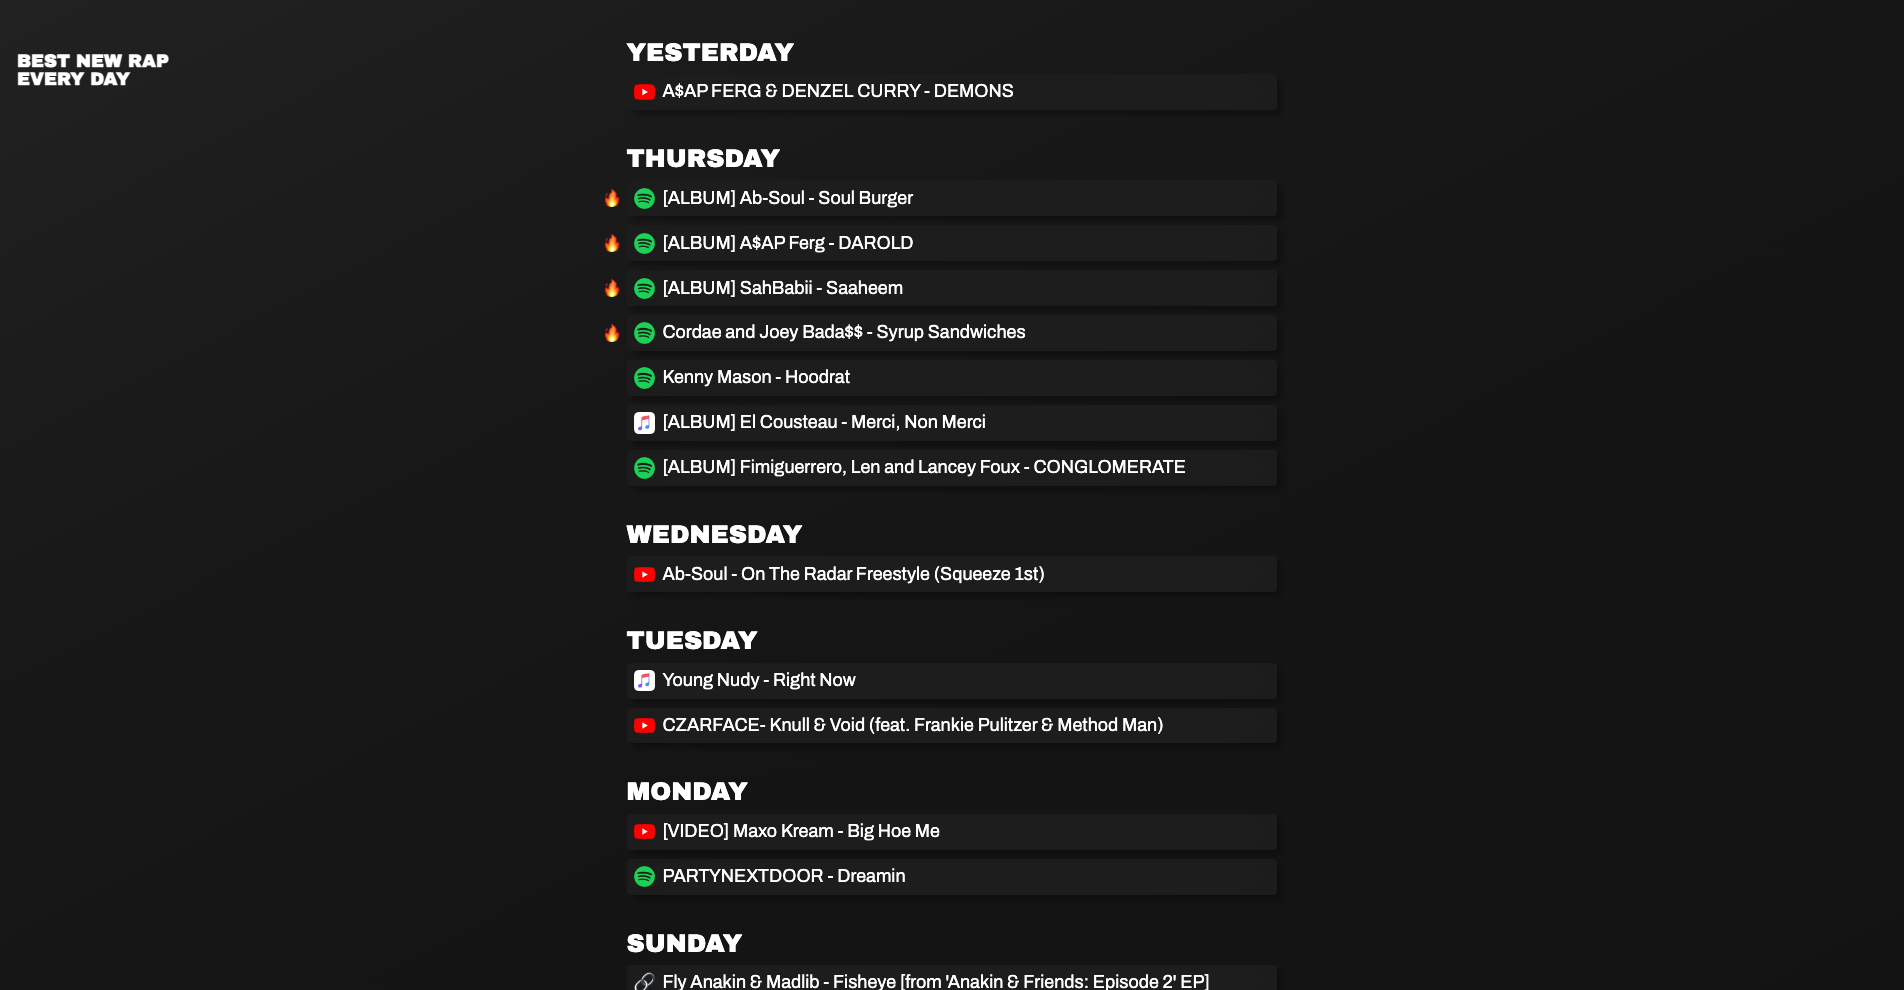 BEST NEW RAP
EVERY DAY
YESTERDAY
A$AP FERG & DENZEL CURRY - DEMONS
THURSDAY
[ALBUM] Ab-Soul - Soul Burger
[ALBUM] A$AP Ferg - DAROLD
[ALBUM] SahBabii - Saaheem
Cordae and Joey Bada$$ - Syrup Sandwiches
Kenny Mason - Hoodrat
[ALBUM] El Cousteau - Merci, Non Merci
[ALBUM] Fimiguerrero, Len and Lancey Foux - CONGLOMERATE
WEDNESDAY
Ab-Soul - On The Radar Freestyle (Squeeze 1st)
TUESDAY
Young Nudy - Right Now
CZARFACE- Knull & Void (feat. Frankie Pulitzer & Method Man)
MONDAY
[VIDEO] Maxo Kream - Big Hoe Me
PARTYNEXTDOOR - Dreamin
SUNDAY
Fly Anakin & Madlib - Fisheye [from 'Anakin & Friends: Episode 2' EP]